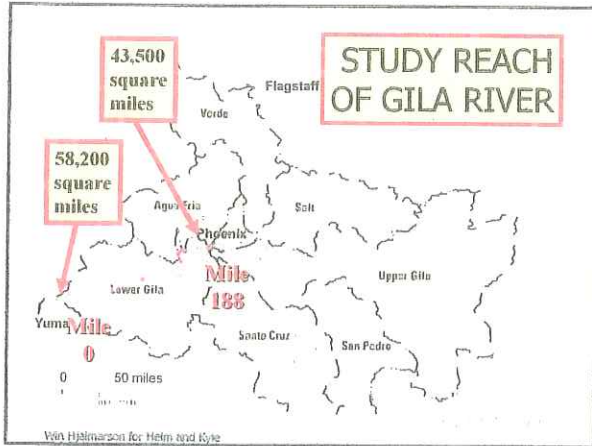 43,500
square
miles
STUDY REACH
OF GILA RIVER
Flagstaff
Verde
58,200
square
miles
Agua Fria
Salt
Phoenix
Mile
188
Upper Gila
Lower Gila
Yuma
Mile
0
Santa Cruz
San Pedro
0 50 miles
Win Hjalmarson for Helm and Kyle